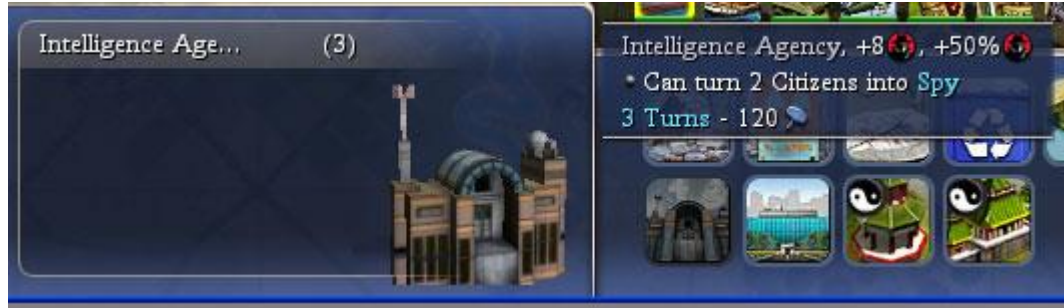 Intelligence Age... (3)
Intelligence Agency, +8, +50%
• Can turn 2 Citizens into Spy
3 Turns - 120